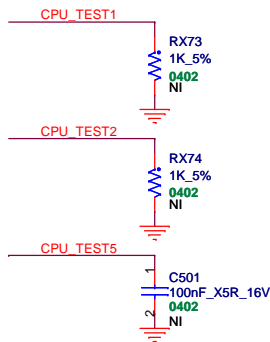 CPU_TEST1
RX73
1K_5%
0402
NI
CPU_TEST2
RX74
1K_5%
0402
NI
CPU_TEST5
1
C501
100nF_X5R_16V
0402
2
NI